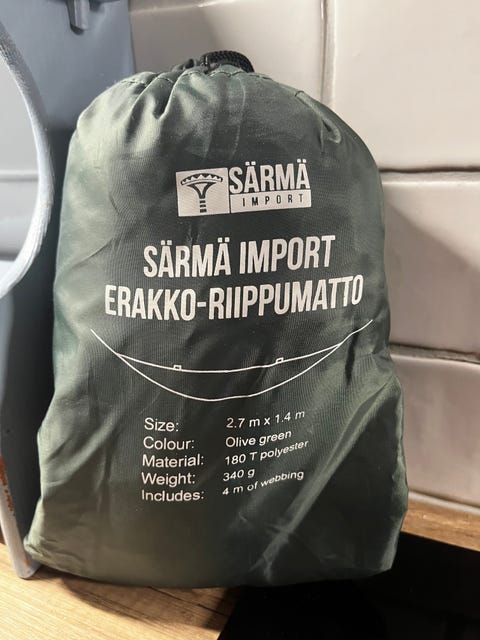 SÄRMÄ
IMPORT
SÄRMÄ IMPORT
ERAKKO-RIIPPUMATTO
Size: 2.7 m x 1.4 m
Colour: Olive green
Material: 180 T polyester
Weight: 340 g
Includes: 4 m of webbing